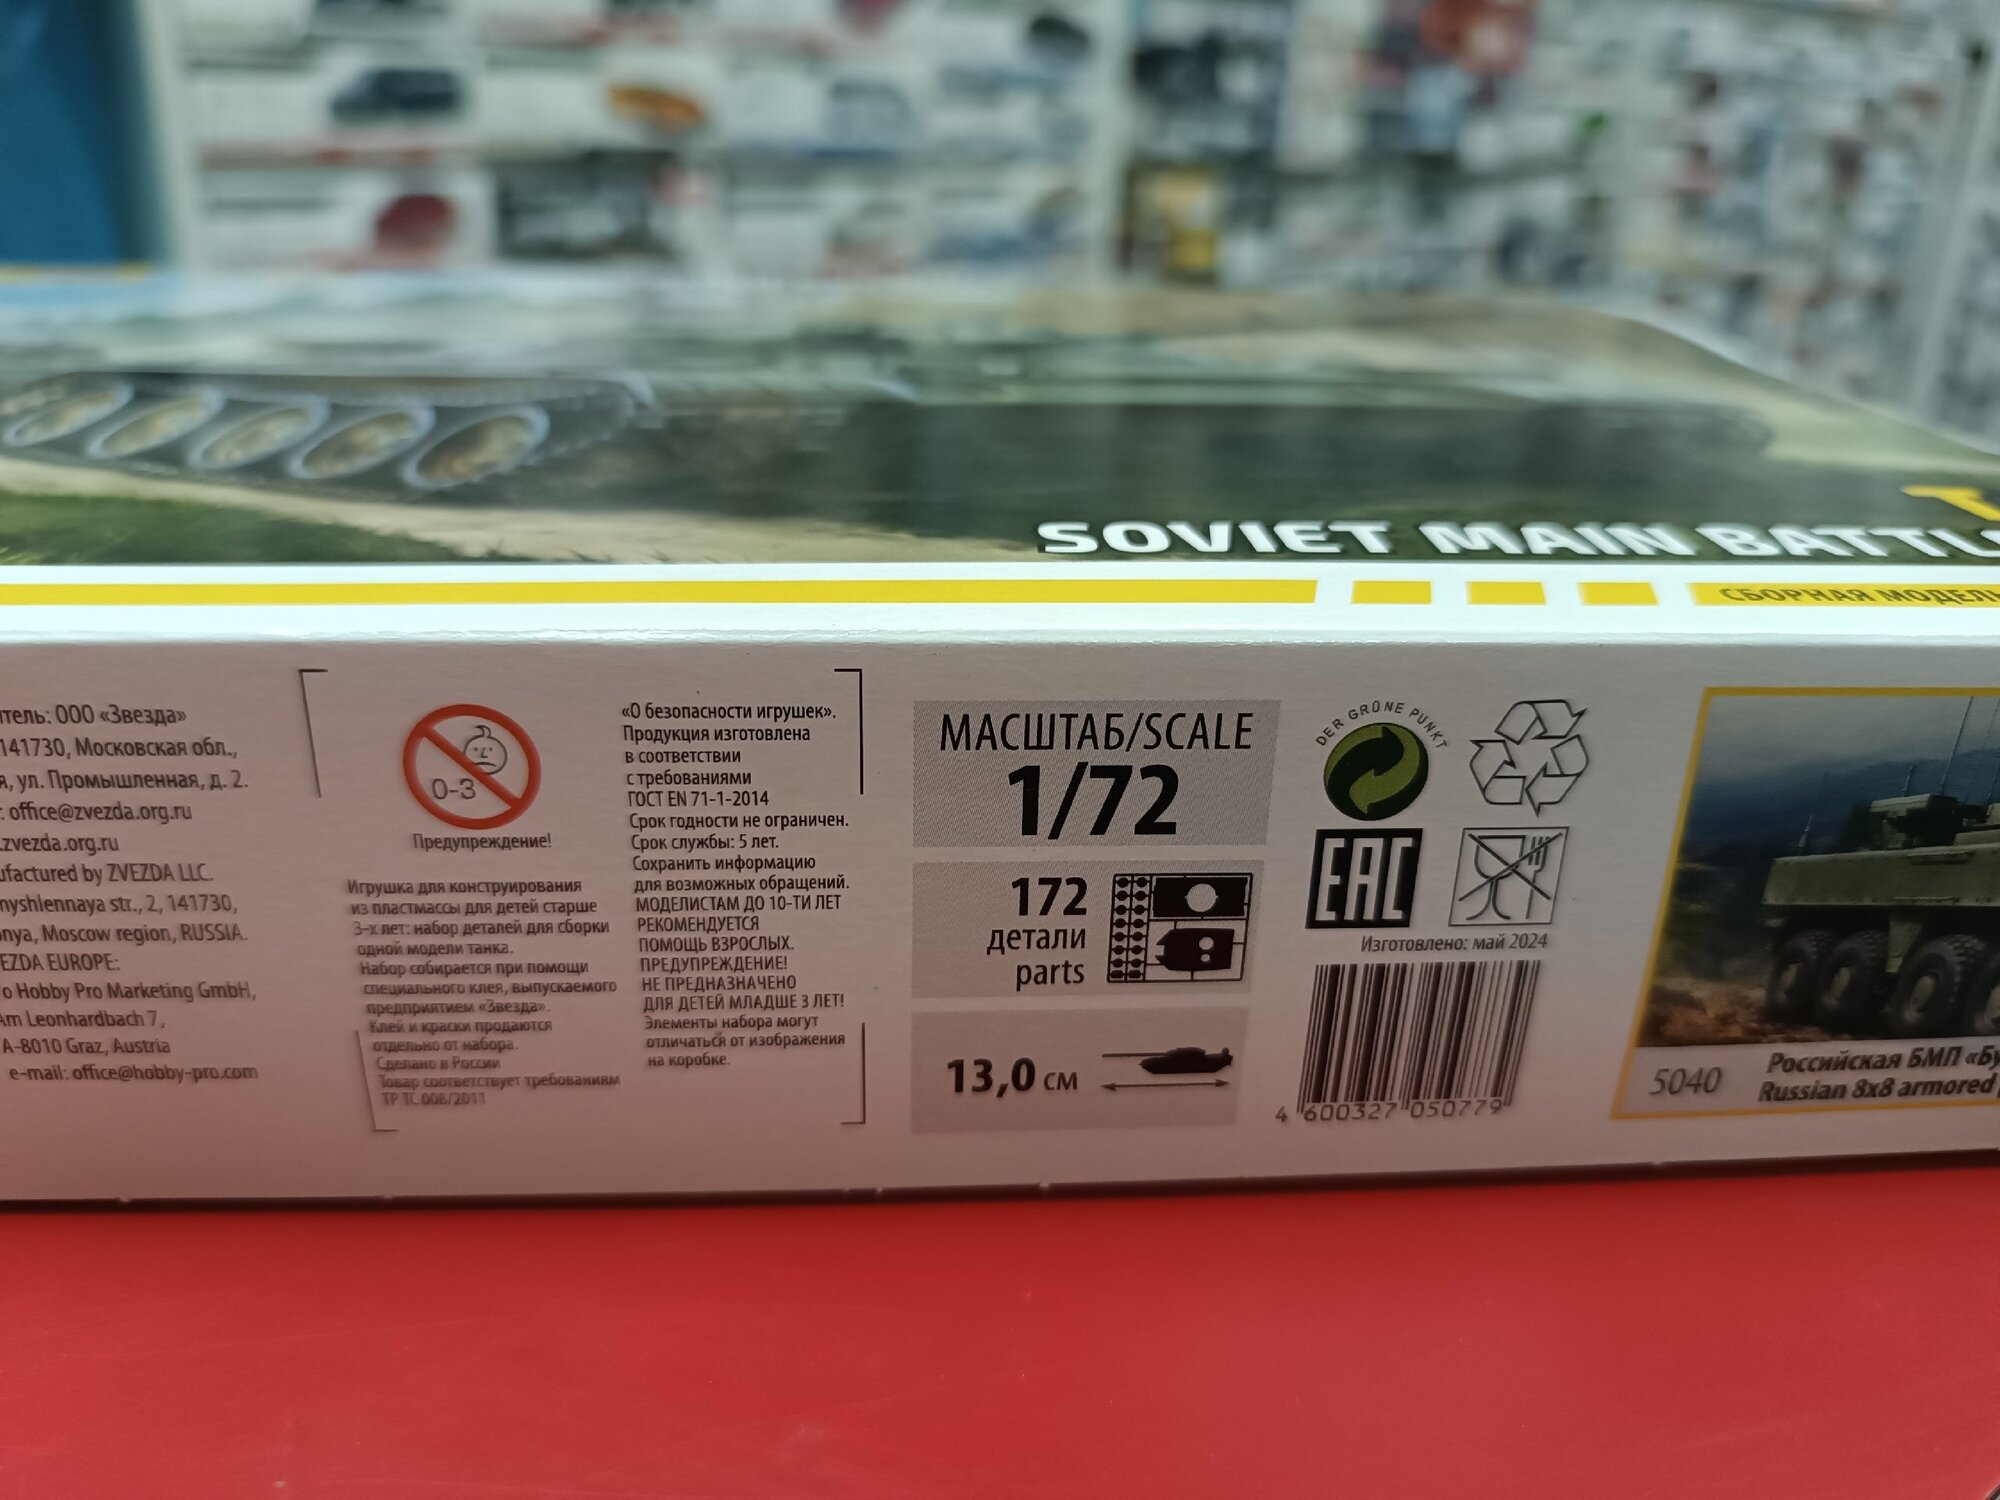 SOVIET MAIN BATTL
СБОРНАЯ МОДЕЛЬ
тель: ООО «Звезда»
141730, Московская обл.,
я, ул. Промышленная, д. 2.
office@zvezda.org.ru
zvezda.org.ru
ufactured by ZVEZDA LLC.
nyshlennaya str., 2, 141730,
nya, Moscow region, RUSSIA.
EZDA EUROPE:
o Hobby Pro Marketing GmbH,
Am Leonhardbach 7,
A-8010 Graz, Austria
e-mail: office@hobby-pro.com
0-3
Предупреждение!
Игрушка для конструирования
из пластмассы для детей старше
3-х лет: набор деталей для сборки
одной модели танка.
Набор собирается при помощи
специального клея, выпускаемого
предприятием «Звезда».
Клей и краски продаются
отдельно от набора.
Сделано в России
Товар соответствует требованиям
ТР ТС 008/2011
«О безопасности игрушек».
Продукция изготовлена
в соответствии
с требованиями
ГОСТ EN 71-1-2014
Срок годности не ограничен.
Срок службы: 5 лет.
Сохранить информацию
для возможных обращений.
МОДЕЛИСТАМ ДО 10-ТИ ЛЕТ
РЕКОМЕНДУЕТСЯ
ПОМОЩЬ ВЗРОСЛЫХ.
ПРЕДУПРЕЖДЕНИЕ!
НЕ ПРЕДНАЗНАЧЕНО
ДЛЯ ДЕТЕЙ МЛАДШЕ 3 ЛЕТ!
Элементы набора могут
отличаться от изображения
на коробке.
МАСШТАБ/SCALE
1/72
172
детали
parts
13,0 см
DER GRÜNE PUNKT
EAC
Изготовлено: май 2024
4 600327 050779
5040
Российская БМП «Бу
Russian 8x8 armored